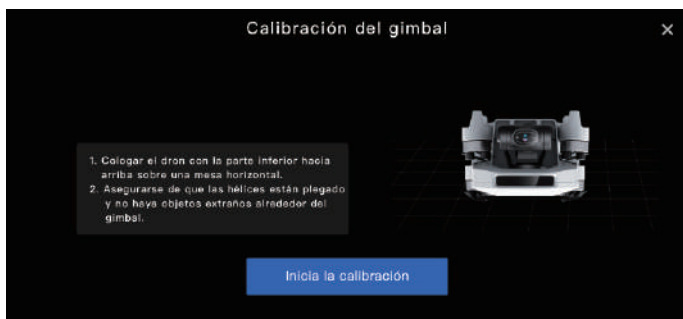 Calibración del gimbal
1. Cologar el dron con la parte inferior hacia
arriba sobre una mesa horizontal.
2. Asegurarse de que las hélices están plegado
y no haya objetos extraños alrededor del
gimbal.
Inicia la calibración